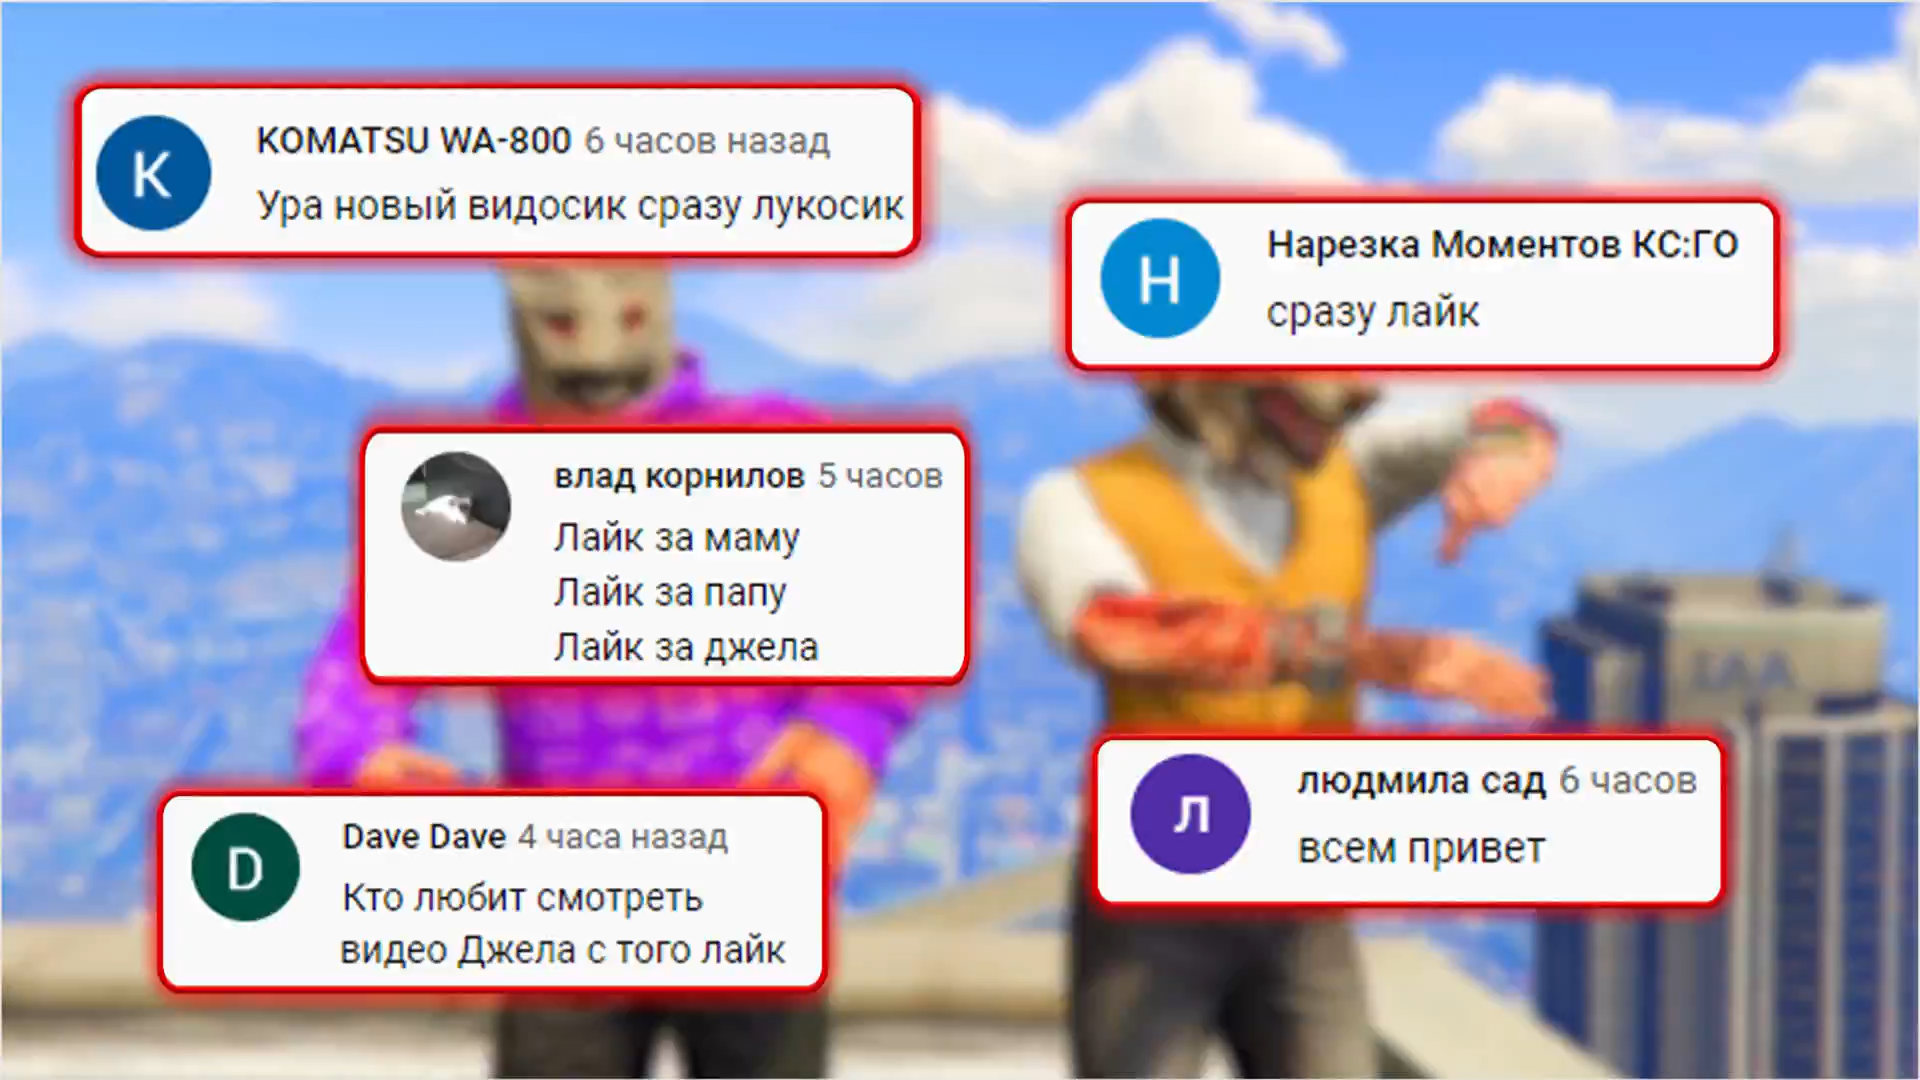 K
KOMATSU WA-800 6 часов назад
Ура новый видосик сразу лукосик
Н
Нарезка Моментов КС:ГО
сразу лайк
влад корнилов 5 часов
Лайк за маму
Лайк за папу
Лайк за джела
Л
людмила сад 6 часов
всем привет
D
Dave Dave 4 часа назад
Кто любит смотреть
видео Джела с того лайк
IAA